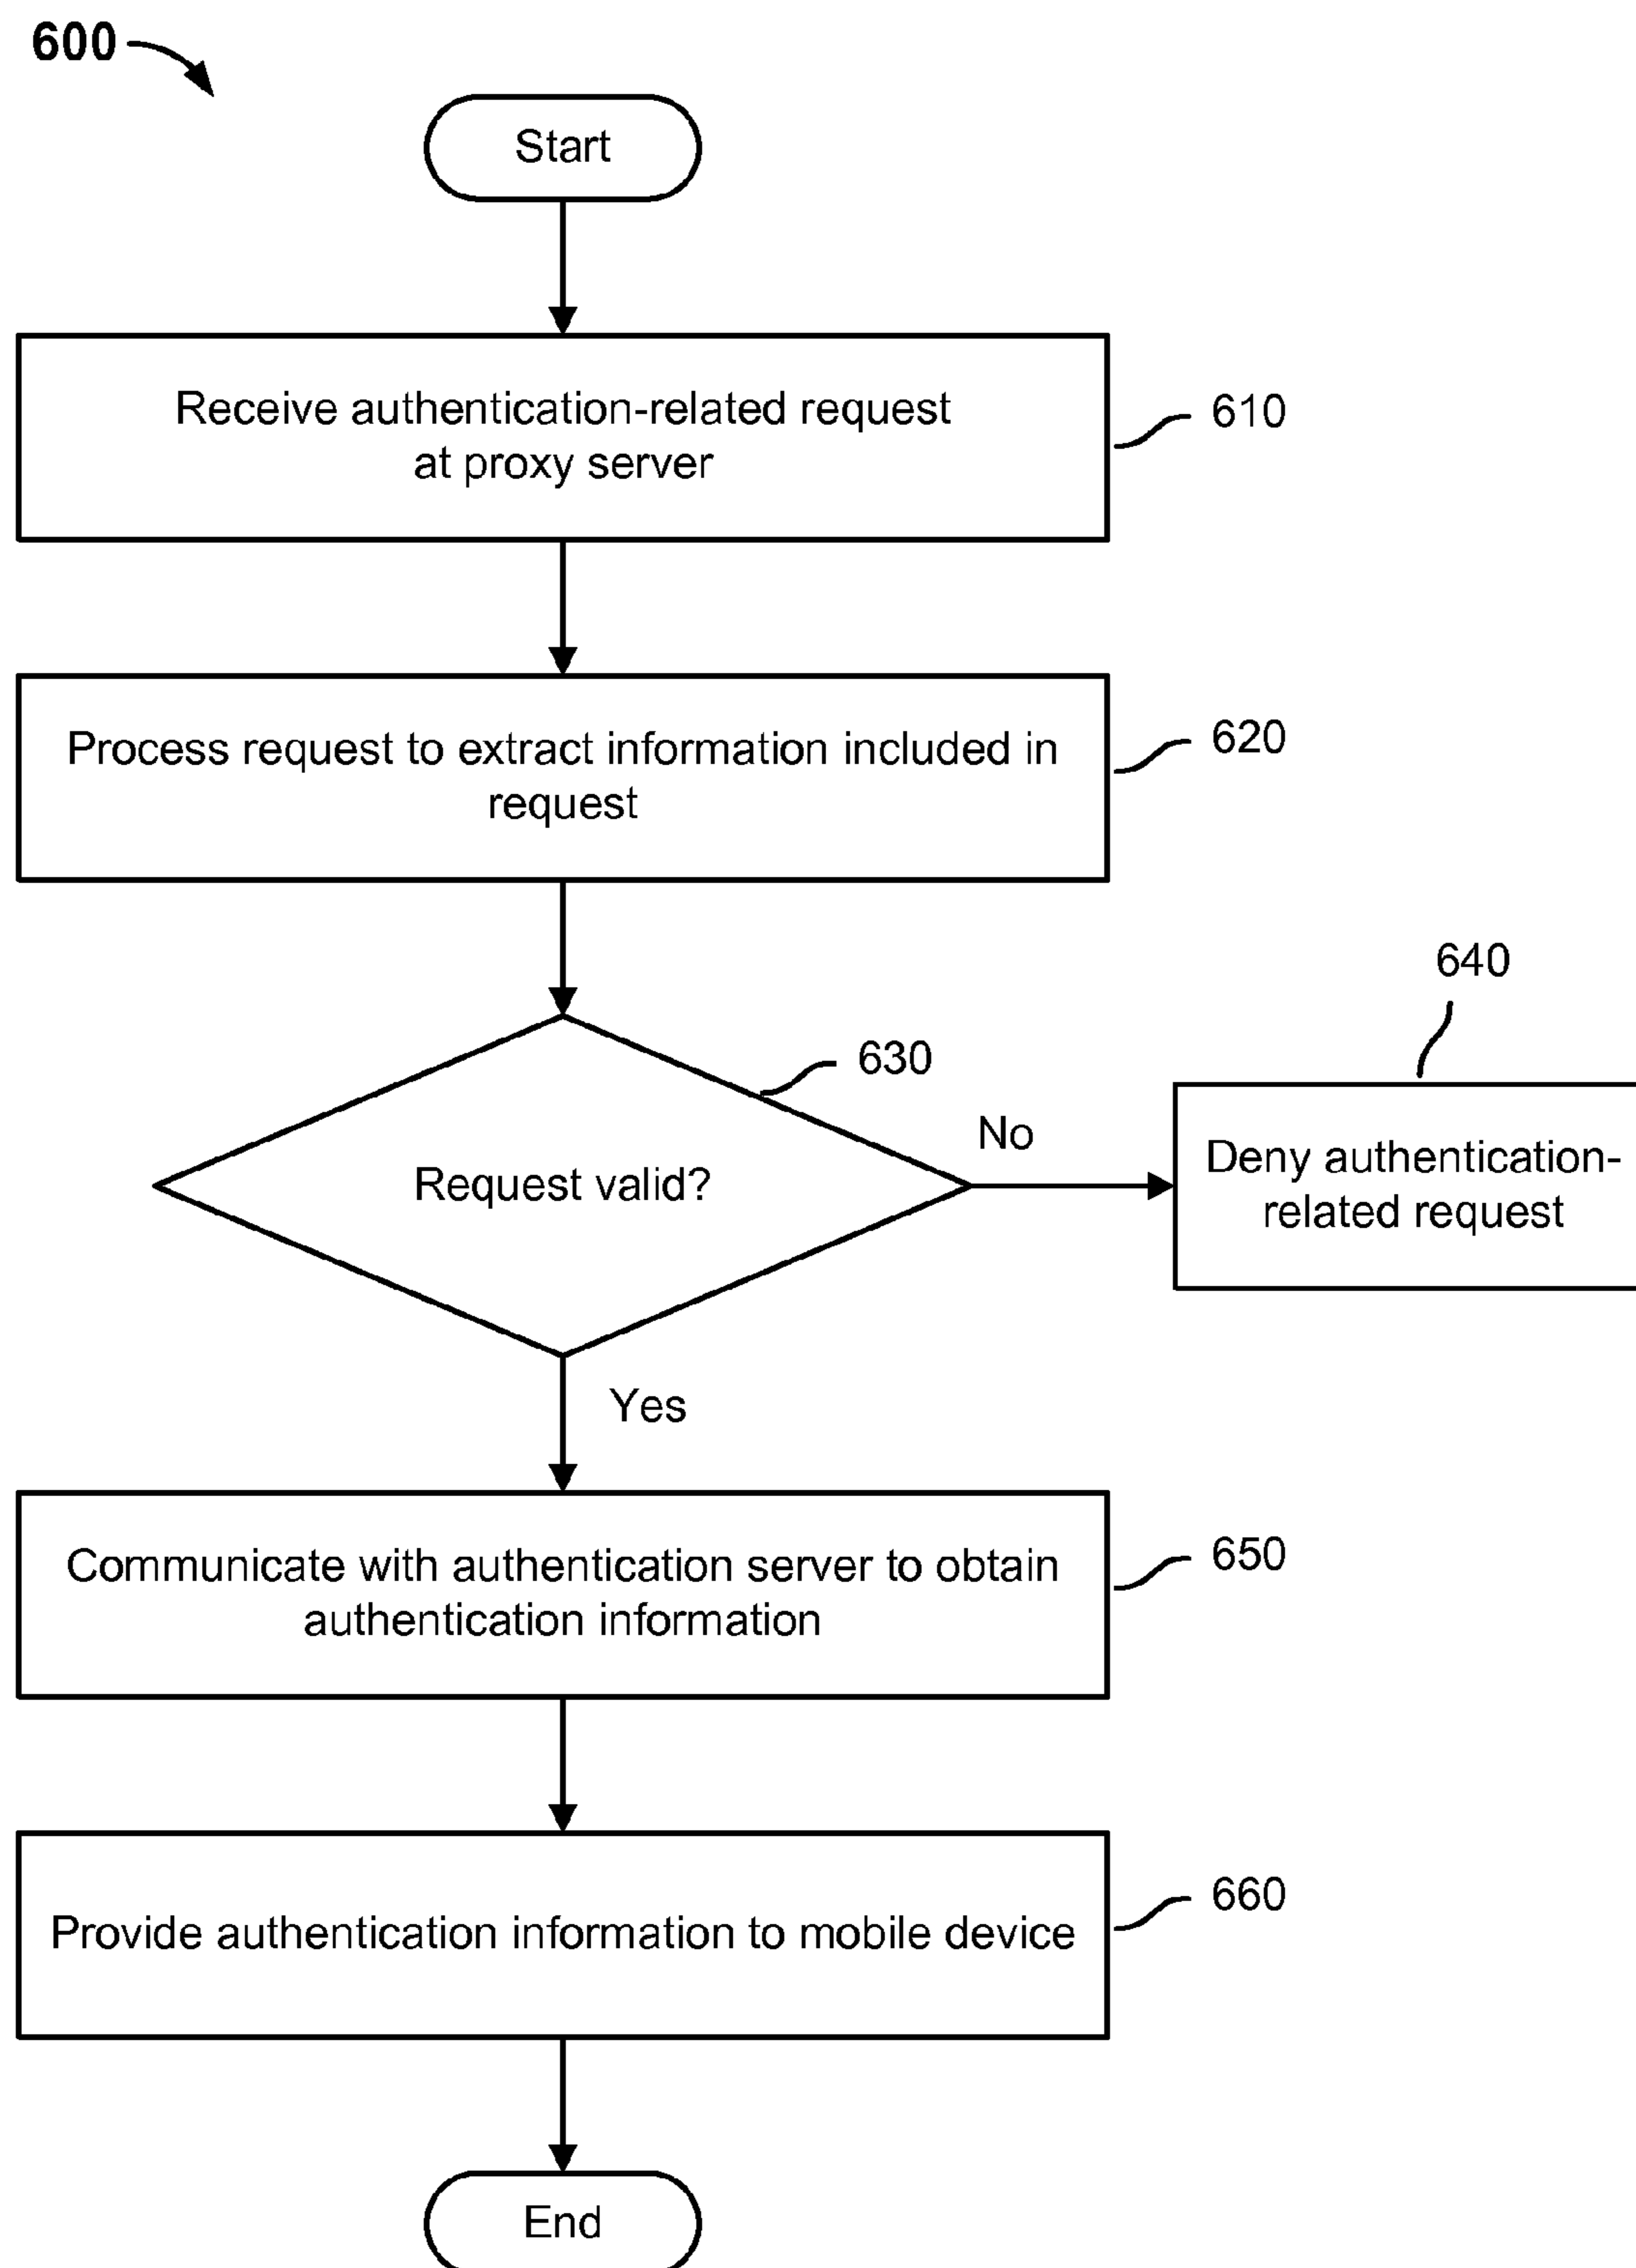 600
Start
Receive authentication-related request
at proxy server
610
Process request to extract information included in
request
620
630
Request valid?
No
640
Deny authentication-
related request
Yes
Communicate with authentication server to obtain
authentication information
650
Provide authentication information to mobile device
660
End